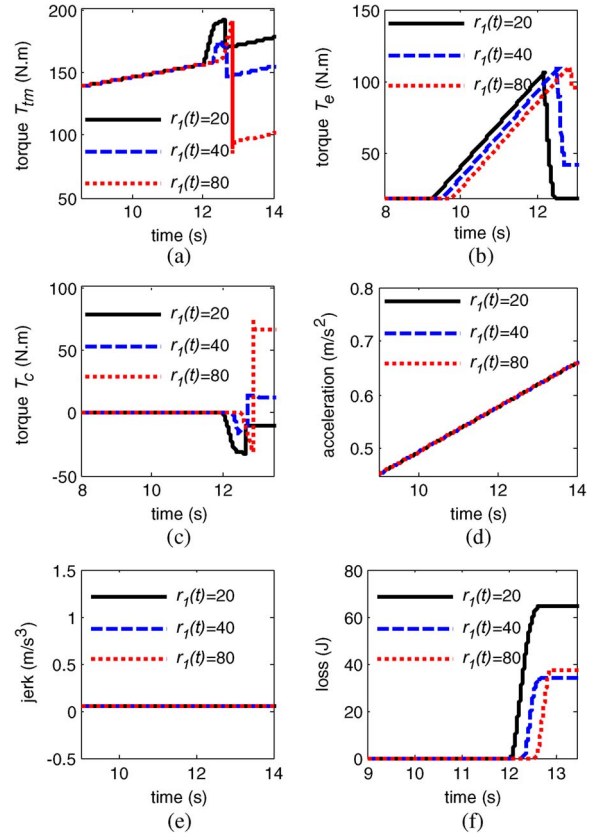 torque T_tm (N.m)
200
150
100
50
r_1(t)=20
r_1(t)=40
r_1(t)=80
10
12
14
time (s)
(a)
torque T_e (N.m)
150
100
50
r_1(t)=20
r_1(t)=40
r_1(t)=80
8
10
12
time (s)
(b)
torque T_c (N.m)
100
50
0
-50
r_1(t)=20
r_1(t)=40
r_1(t)=80
8
10
12
time (s)
(c)
acceleration (m/s²)
0.8
0.7
0.6
0.5
r_1(t)=20
r_1(t)=40
r_1(t)=80
10
12
14
time (s)
(d)
jerk (m/s³)
1.5
1
0.5
0
-0.5
r_1(t)=20
r_1(t)=40
r_1(t)=80
10
12
14
time (s)
(e)
loss (J)
80
60
40
20
0
r_1(t)=20
r_1(t)=40
r_1(t)=80
9
10
11
12
13
time (s)
(f)